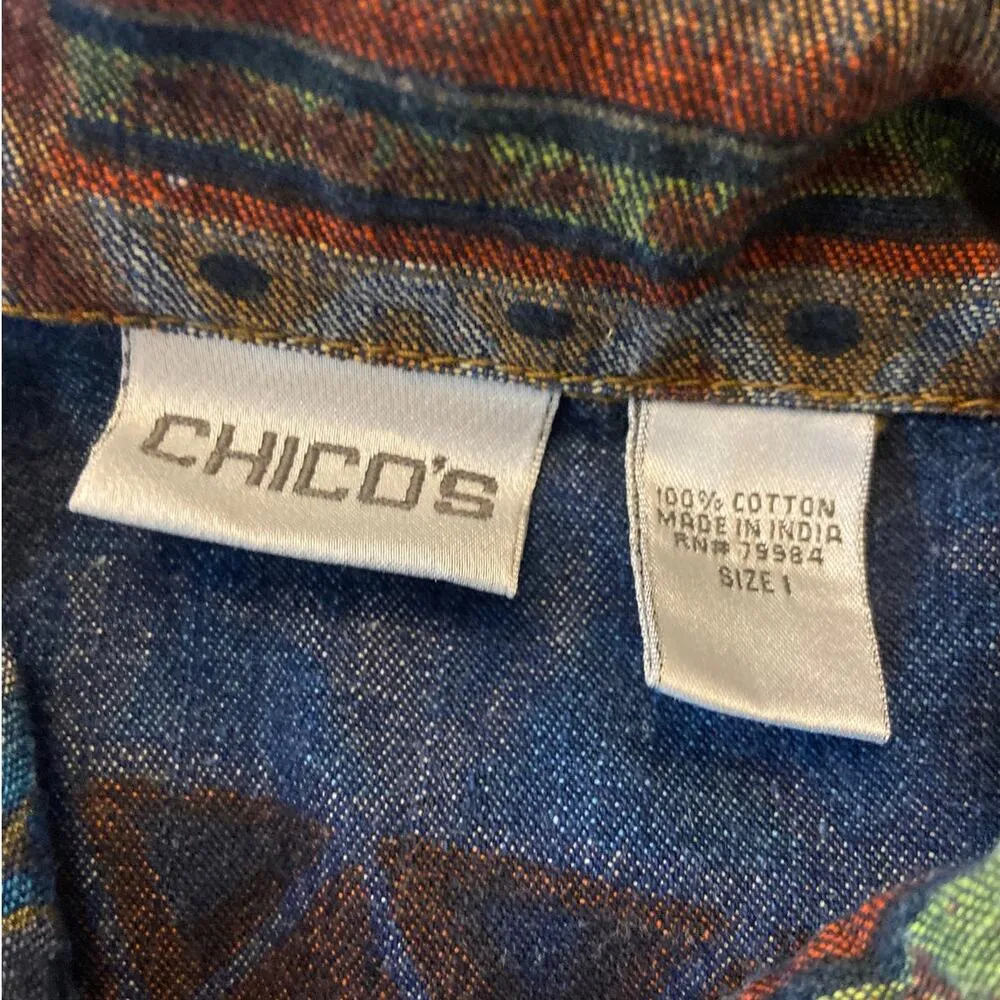 CHICO'S
100% COTTON
MADE IN INDIA
RN# 79984
SIZE 1